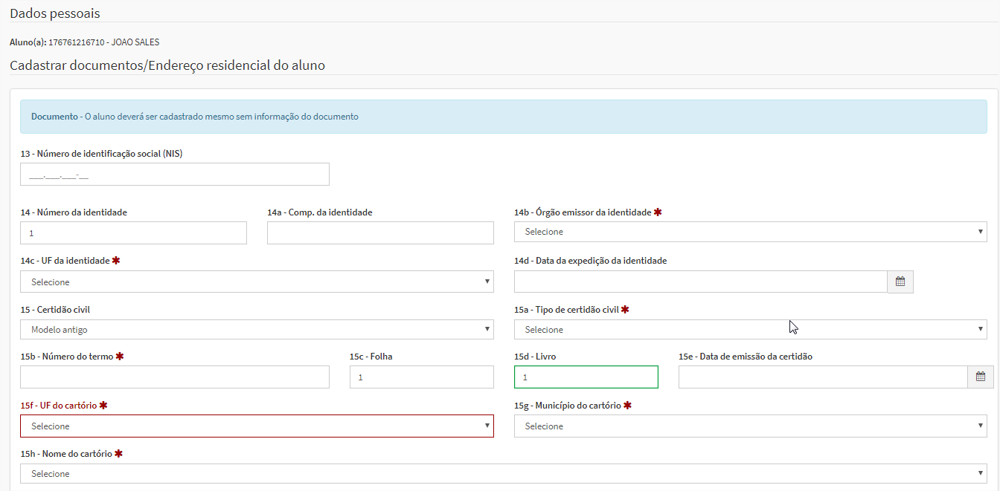 Dados pessoais
Aluno(a): 176761216710 - JOAO SALES
Cadastrar documentos/Endereço residencial do aluno
Documento - O aluno deverá ser cadastrado mesmo sem informação do documento
13 - Número de identificação social (NIS)
___.___.___-__
14 - Número da identidade
14a - Comp. da identidade
14b - Órgão emissor da identidade ✱
1
Selecione
14c - UF da identidade ✱
14d - Data da expedição da identidade
Selecione
15 - Certidão civil
15a - Tipo de certidão civil ✱
Modelo antigo
Selecione
15b - Número do termo ✱
15c - Folha
15d - Livro
15e - Data de emissão da certidão
1
1
15f - UF do cartório ✱
15g - Município do cartório ✱
Selecione
Selecione
15h - Nome do cartório ✱
Selecione